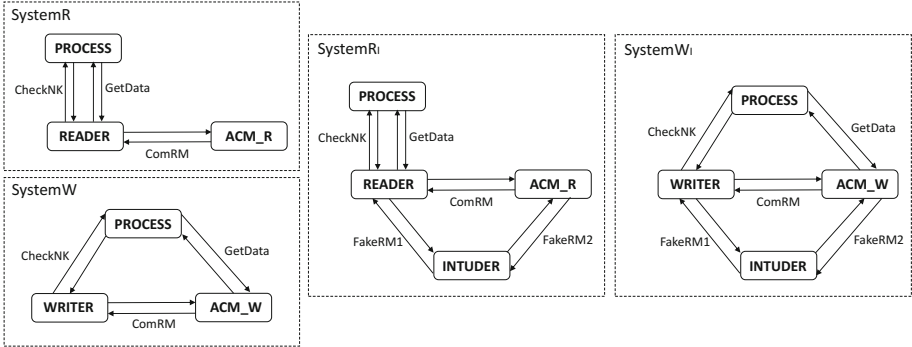 SystemR
PROCESS
CheckNK
GetData
READER
ACM_R
ComRM
SystemW
PROCESS
CheckNK
GetData
WRITER
ACM_W
ComRM
SystemRI
PROCESS
CheckNK
GetData
READER
ACM_R
ComRM
FakeRM1
FakeRM2
INTUDER
SystemWI
PROCESS
CheckNK
GetData
WRITER
ACM_W
ComRM
FakeRM1
FakeRM2
INTUDER